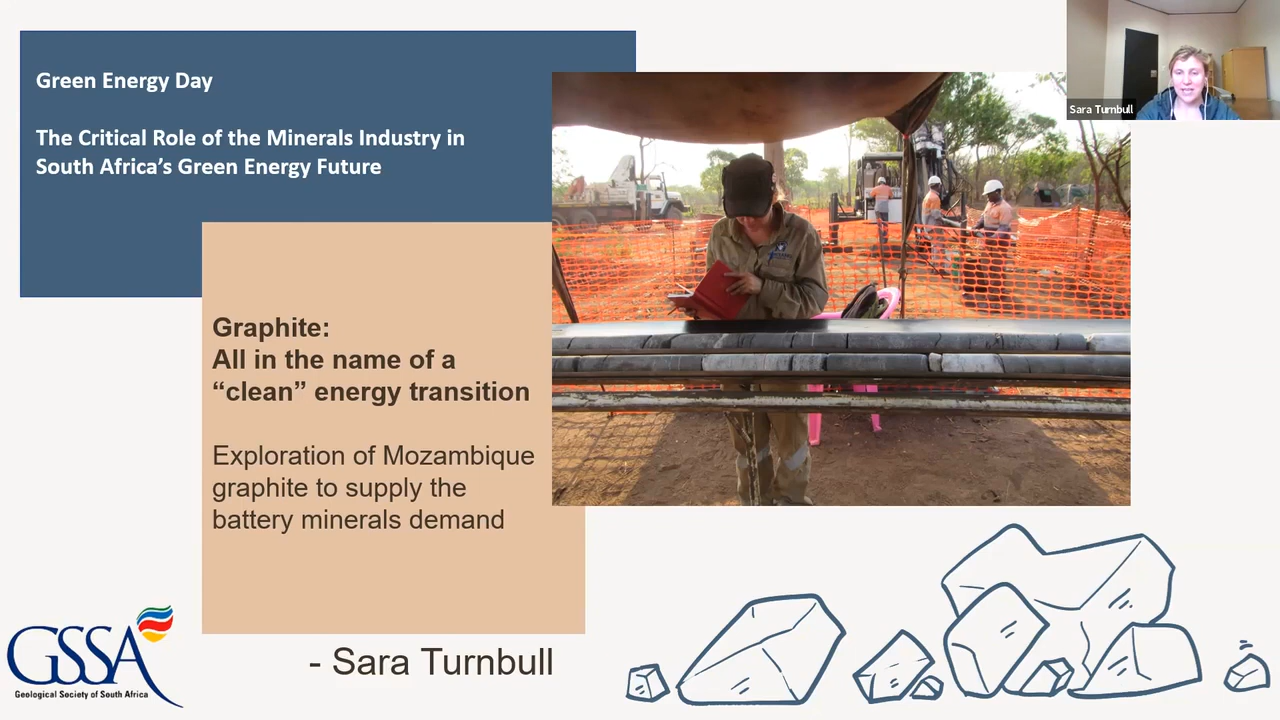 Green Energy Day
The Critical Role of the Minerals Industry in
South Africa's Green Energy Future
Sara Turnbull
Graphite:
All in the name of a
“clean” energy transition
Exploration of Mozambique
graphite to supply the
battery minerals demand
- Sara Turnbull
GSSA
Geological Society of South Africa